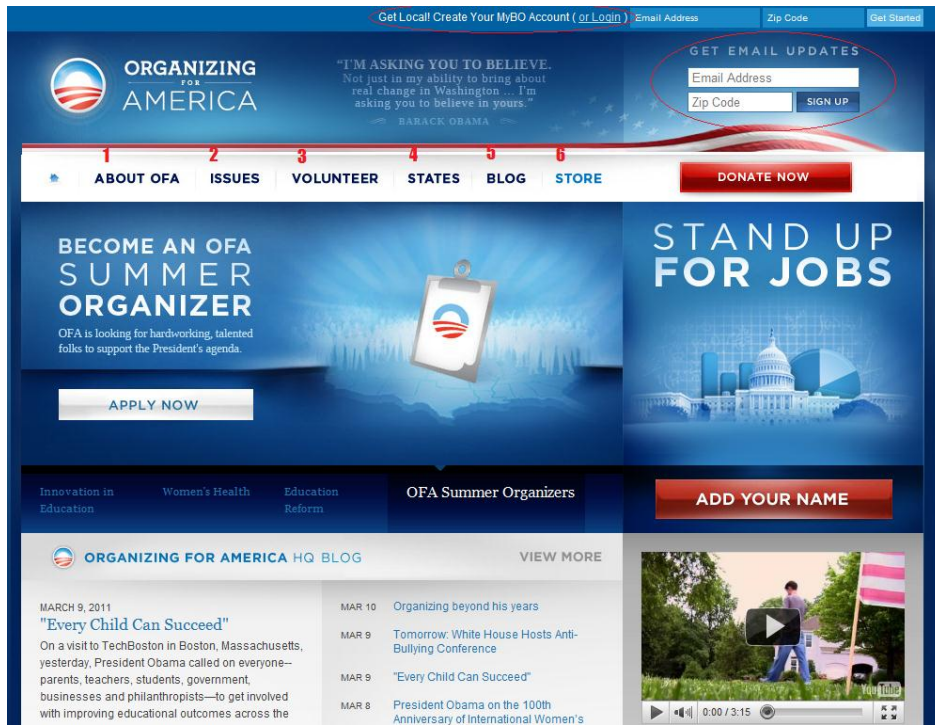 Get Local! Create Your MyBO Account ( or Login )
Email Address
Zip Code
Get Started
ORGANIZING
FOR
AMERICA
“I'M ASKING YOU TO BELIEVE.
Not just in my ability to bring about
real change in Washington ... I'm
asking you to believe in yours.”
BARACK OBAMA
GET EMAIL UPDATES
Email Address
Zip Code
SIGN UP
1 2 3 4 5 6
ABOUT OFA ISSUES VOLUNTEER STATES BLOG STORE
DONATE NOW
BECOME AN OFA
SUMMER
ORGANIZER
OFA is looking for hardworking, talented
folks to support the President's agenda.
APPLY NOW
STAND UP
FOR JOBS
Innovation in
Education
Women's Health
Education
Reform
OFA Summer Organizers
ADD YOUR NAME
ORGANIZING FOR AMERICA HQ BLOG
VIEW MORE
MARCH 9, 2011
"Every Child Can Succeed"
On a visit to TechBoston in Boston, Massachusetts,
yesterday, President Obama called on everyone--
parents, teachers, students, government,
businesses and philanthropists—to get involved
with improving educational outcomes across the
MAR 10 Organizing beyond his years
MAR 9 Tomorrow: White House Hosts Anti-
Bullying Conference
MAR 9 "Every Child Can Succeed"
MAR 8 President Obama on the 100th
Anniversary of International Women's
YouTube
0:00 / 3:15